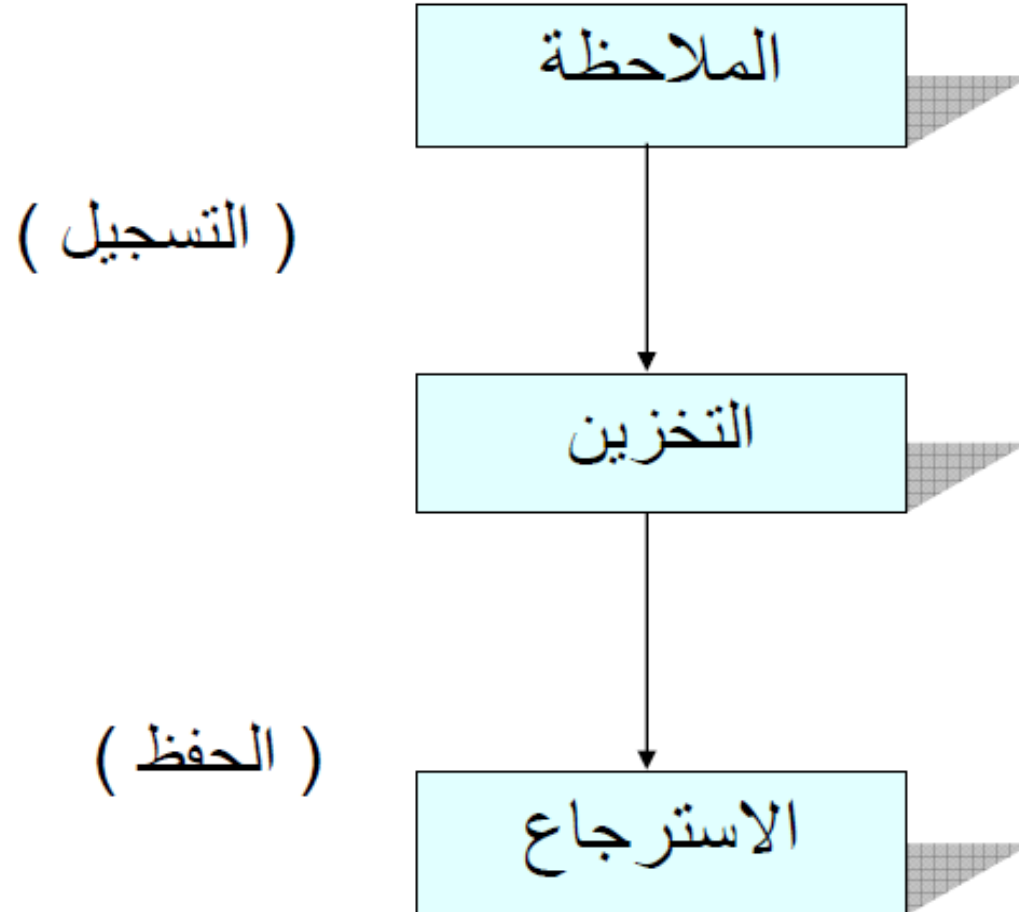 الملاحظة
( التسجيل )
التخزين
( الحفظ )
الاسترجاع